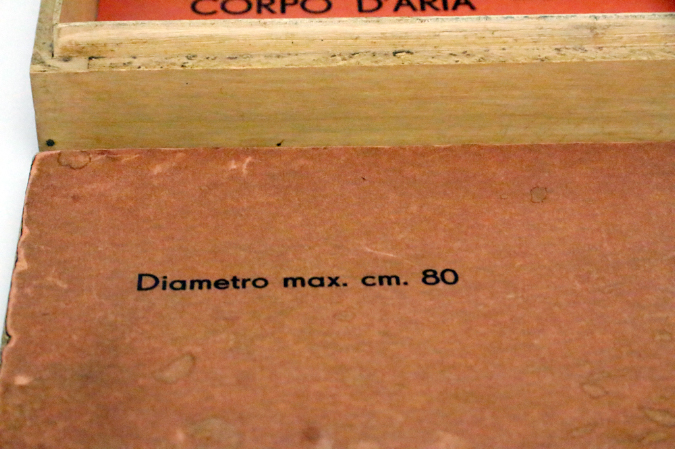 CORPO D'ARIA
Diametro max. cm. 80